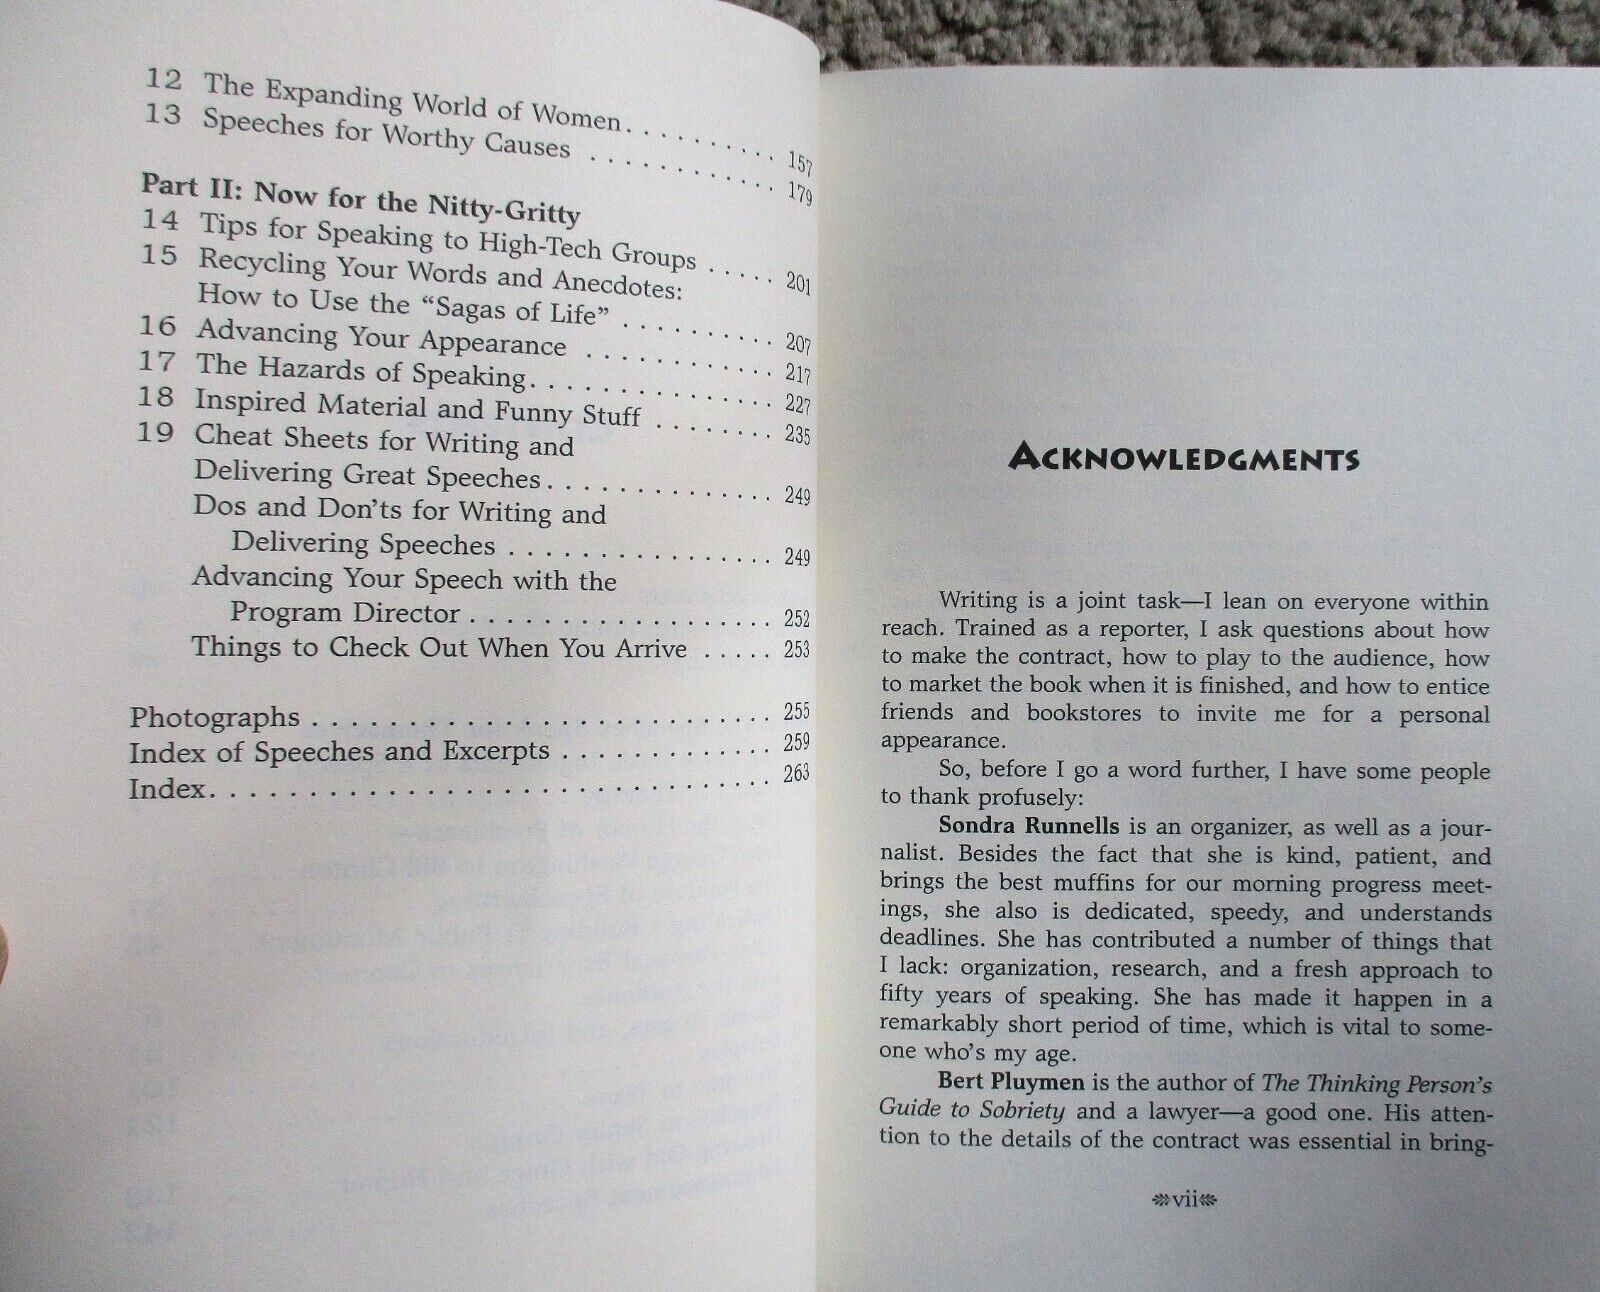 12 The Expanding World of Women. . . . . . . . . 157
13 Speeches for Worthy Causes . . . . . . . . . . 179
Part II: Now for the Nitty-Gritty
14 Tips for Speaking to High-Tech Groups . . . . . 201
15 Recycling Your Words and Anecdotes:
How to Use the “Sagas of Life” . . . . . . . . . 207
16 Advancing Your Appearance . . . . . . . . . . . 217
17 The Hazards of Speaking. . . . . . . . . . . . . 227
18 Inspired Material and Funny Stuff . . . . . . . . 235
19 Cheat Sheets for Writing and
Delivering Great Speeches. . . . . . . . . . . . . 249
Dos and Don'ts for Writing and
Delivering Speeches . . . . . . . . . . . . . . . 249
Advancing Your Speech with the
Program Director . . . . . . . . . . . . . . . . . 252
Things to Check Out When You Arrive . . . . . 253
Photographs . . . . . . . . . . . . . . . . . . . . . . . . 255
Index of Speeches and Excerpts . . . . . . . . . . . . 259
Index. . . . . . . . . . . . . . . . . . . . . . . . . . . . . 263
ACKNOWLEDGMENTS
Writing is a joint task—I lean on everyone within
reach. Trained as a reporter, I ask questions about how
to make the contract, how to play to the audience, how
to market the book when it is finished, and how to entice
friends and bookstores to invite me for a personal
appearance.
So, before I go a word further, I have some people
to thank profusely:
Sondra Runnells is an organizer, as well as a jour-
nalist. Besides the fact that she is kind, patient, and
brings the best muffins for our morning progress meet-
ings, she also is dedicated, speedy, and understands
deadlines. She has contributed a number of things that
I lack: organization, research, and a fresh approach to
fifty years of speaking. She has made it happen in a
remarkably short period of time, which is vital to some-
one who's my age.
Bert Pluymen is the author of The Thinking Person's
Guide to Sobriety and a lawyer—a good one. His atten-
tion to the details of the contract was essential in bring-
vii